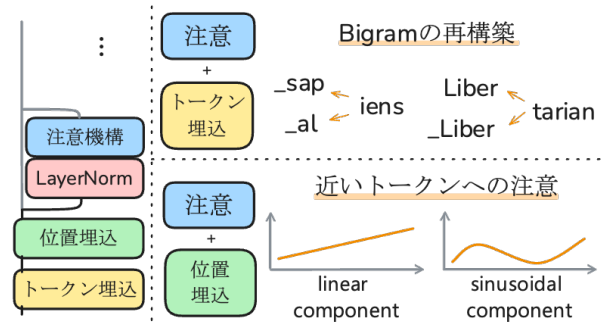 ⋮
注意機構
LayerNorm
位置埋込
トークン埋込
注意
+
トークン
埋込
Bigramの再構築
_sap
_al
iens
Liber
_Liber
tarian
注意
+
位置
埋込
近いトークンへの注意
linear
component
sinusoidal
component